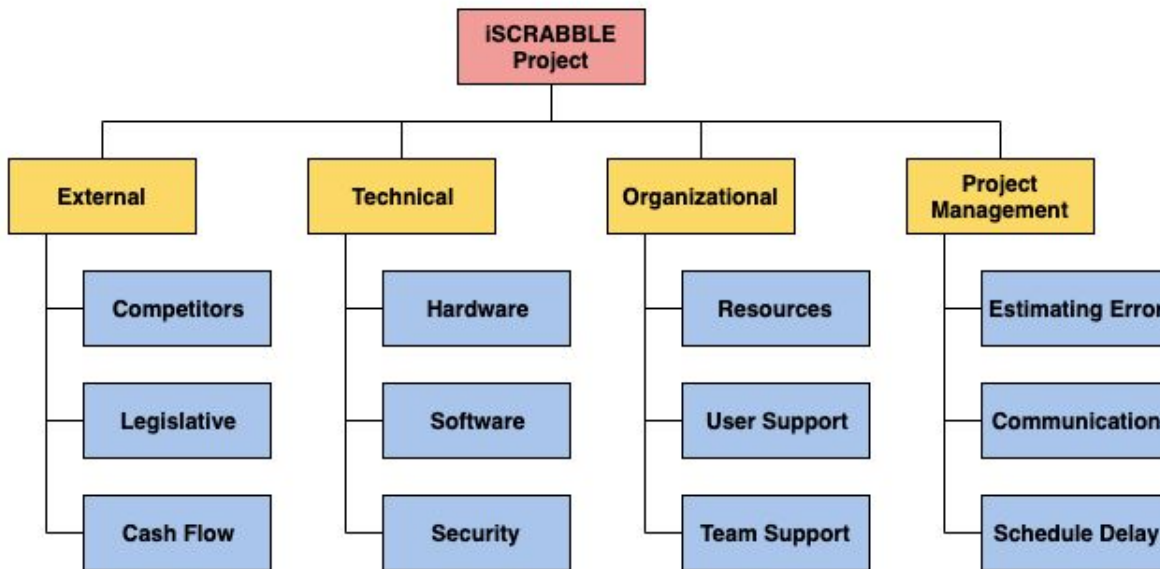 iSCRABBLE
Project
External
Technical
Organizational
Project
Management
Competitors
Hardware
Resources
Estimating Error
Legislative
Software
User Support
Communication
Cash Flow
Security
Team Support
Schedule Delay